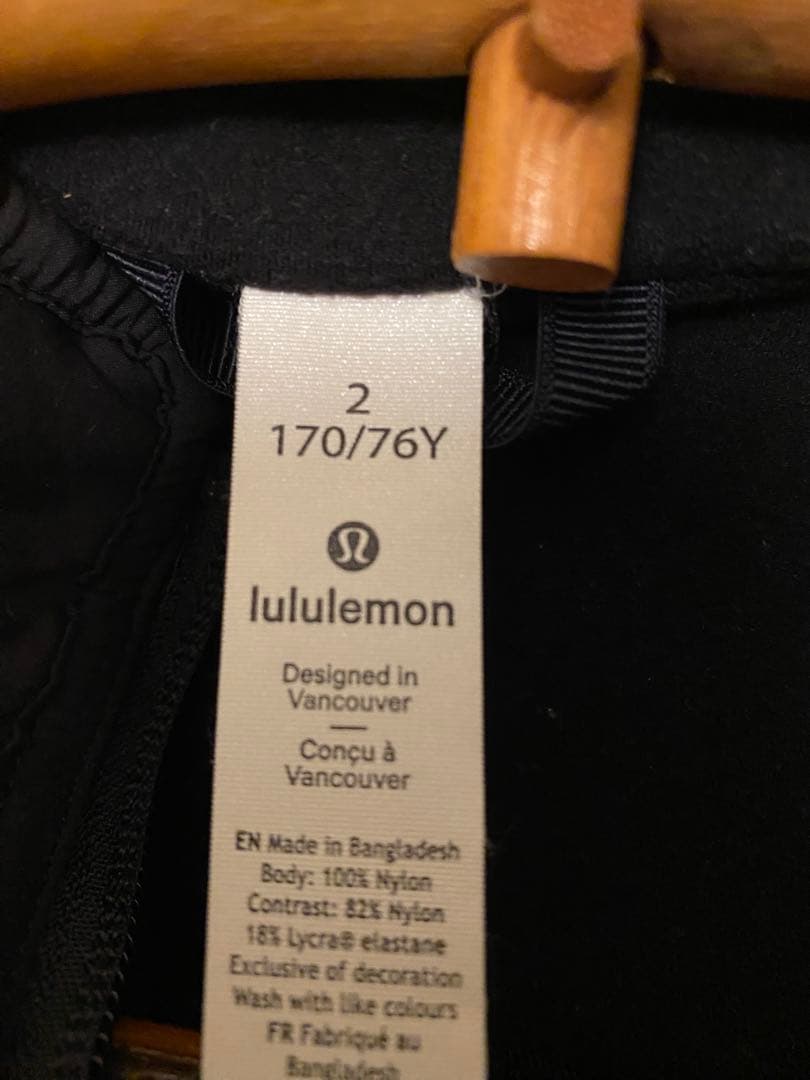 2
170/76Y
lululemon
Designed in
Vancouver
Conçu à
Vancouver
EN Made in Bangladesh
Body: 100% Nylon
Contrast: 82% Nylon
18% Lycra® elastane
Exclusive of decoration
Wash with like colours
FR Fabriqué au
Bangladesh